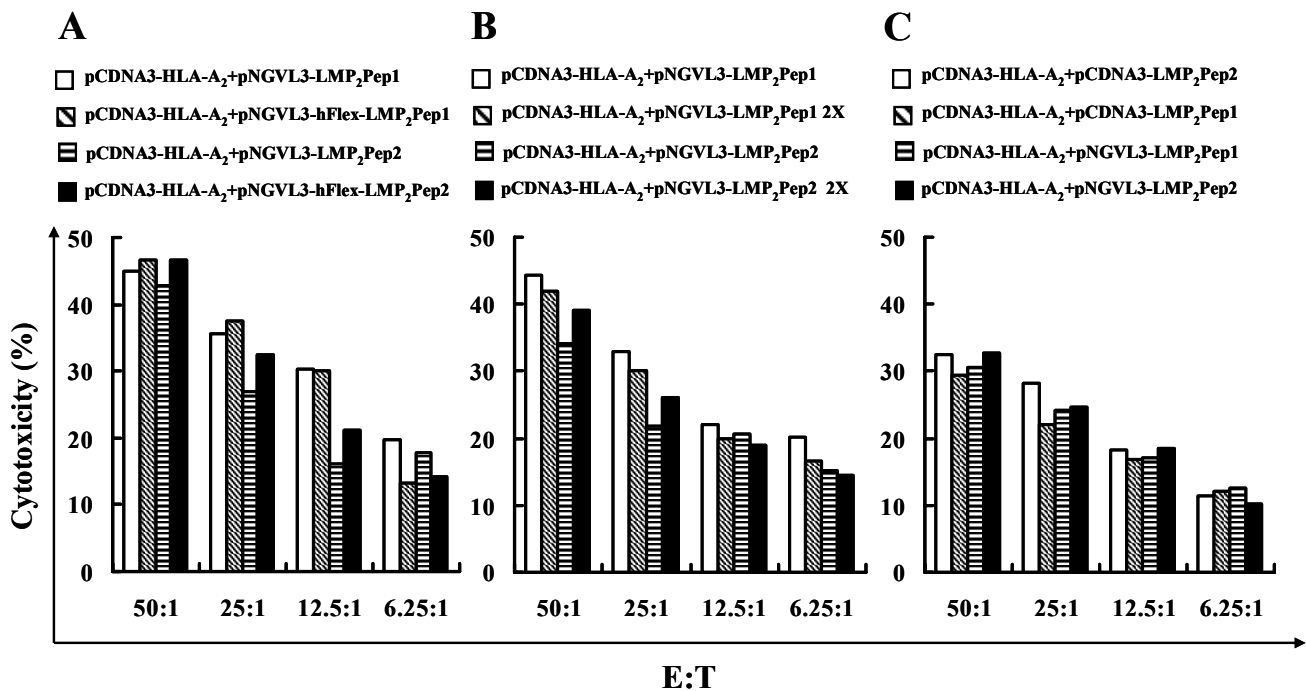 A
pCDNA3-HLA-A2+pNGVL3-LMP2Pep1
pCDNA3-HLA-A2+pNGVL3-hFlex-LMP2Pep1
pCDNA3-HLA-A2+pNGVL3-LMP2Pep2
pCDNA3-HLA-A2+pNGVL3-hFlex-LMP2Pep2
B
pCDNA3-HLA-A2+pNGVL3-LMP2Pep1
pCDNA3-HLA-A2+pNGVL3-LMP2Pep1 2X
pCDNA3-HLA-A2+pNGVL3-LMP2Pep2
pCDNA3-HLA-A2+pNGVL3-LMP2Pep2 2X
C
pCDNA3-HLA-A2+pCDNA3-LMP2Pep2
pCDNA3-HLA-A2+pCDNA3-LMP2Pep1
pCDNA3-HLA-A2+pNGVL3-LMP2Pep1
pCDNA3-HLA-A2+pNGVL3-LMP2Pep2
Cytotoxicity (%)
50
40
30
20
10
0
50:1 25:1 12.5:1 6.25:1
50
40
30
20
10
0
50:1 25:1 12.5:1 6.25:1
50
40
30
20
10
0
50:1 25:1 12.5:1 6.25:1
E:T